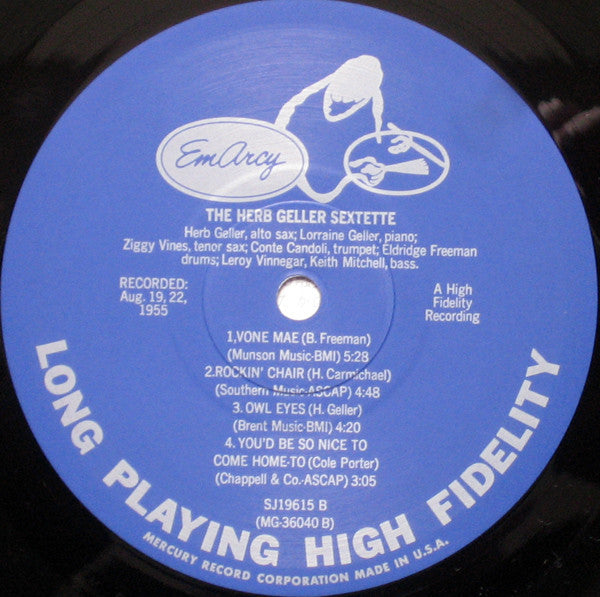 EmArcy
THE HERB GELLER SEXTETTE
Herb Geller, alto sax; Lorraine Geller, piano;
Ziggy Vines, tenor sax; Conte Candoli, trumpet; Eldridge Freeman
drums; Leroy Vinnegar, Keith Mitchell, bass.
RECORDED:
Aug. 19, 22,
1955
A High
Fidelity
Recording
1,VONE MAE (B. Freeman)
(Munson Music-BMI) 5:28
2.ROCKIN' CHAIR (H. Carmichael)
(Southern Music-ASCAP) 4:48
3. OWL EYES (H. Geller)
(Brent Music-BMI) 4:20
4. YOU'D BE SO NICE TO
COME HOME-TO (Cole Porter)
(Chappell & Co.-ASCAP) 3:05
SJ19615 B
(MG-36040 B)
LONG PLAYING HIGH FIDELITY
MERCURY RECORD CORPORATION MADE IN U.S.A.